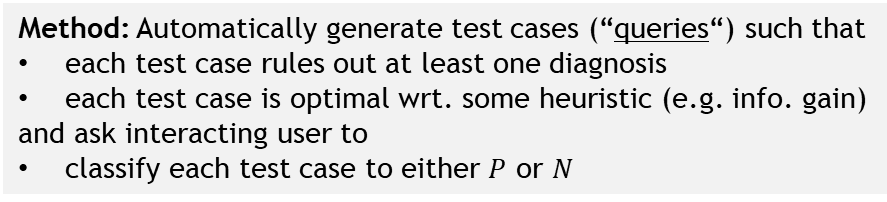 Method: Automatically generate test cases (“queries“) such that
• each test case rules out at least one diagnosis
• each test case is optimal wrt. some heuristic (e.g. info. gain)
and ask interacting user to
• classify each test case to either P or N